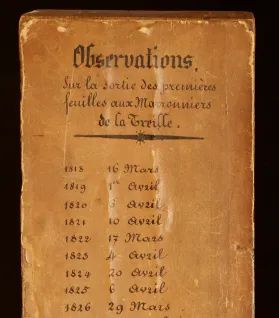 Observations.
Sur la sortie des premières
feuilles aux Marronniers
de la Treille.
1818 16 Mars
1819 1er Avril
1820 3 Avril
1821 10 Avril
1822 17 Mars
1823 4 Avril
1824 20 Avril
1825 6 Avril
1826 29 Mars